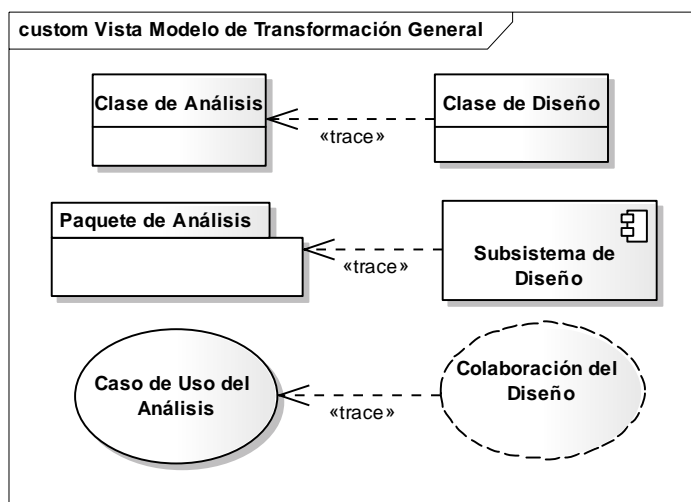 custom Vista Modelo de Transformación General
Clase de Análisis
Clase de Diseño
«trace»
Paquete de Análisis
Subsistema de
Diseño
«trace»
Caso de Uso del
Análisis
Colaboración del
Diseño
«trace»